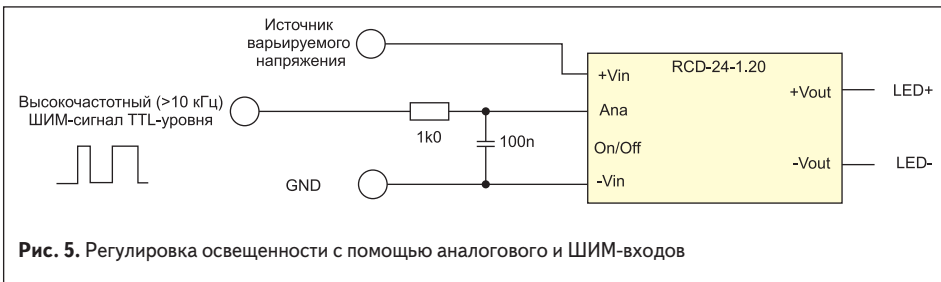 Источник
варьируемого
напряжения
RCD-24-1.20
+Vin
+Vout
LED+
Высокочастотный (>10 кГц)
ШИМ-сигнал TTL-уровня
Ana
1k0
100n
On/Off
-Vout
LED-
GND
-Vin
Рис. 5. Регулировка освещенности с помощью аналогового и ШИМ-входов